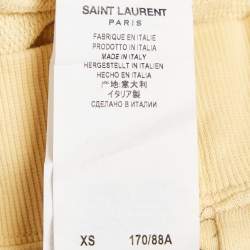 SAINT LAURENT
PARIS
FABRIQUÉ EN ITALIE
PRODOTTO IN ITALIA
MADE IN ITALY
HERGESTELLT IN ITALIEN
HECHO EN ITALIA
产地:意大利
イタリア製
СДЕЛАНО В ИТАЛИИ
XS 170/88A